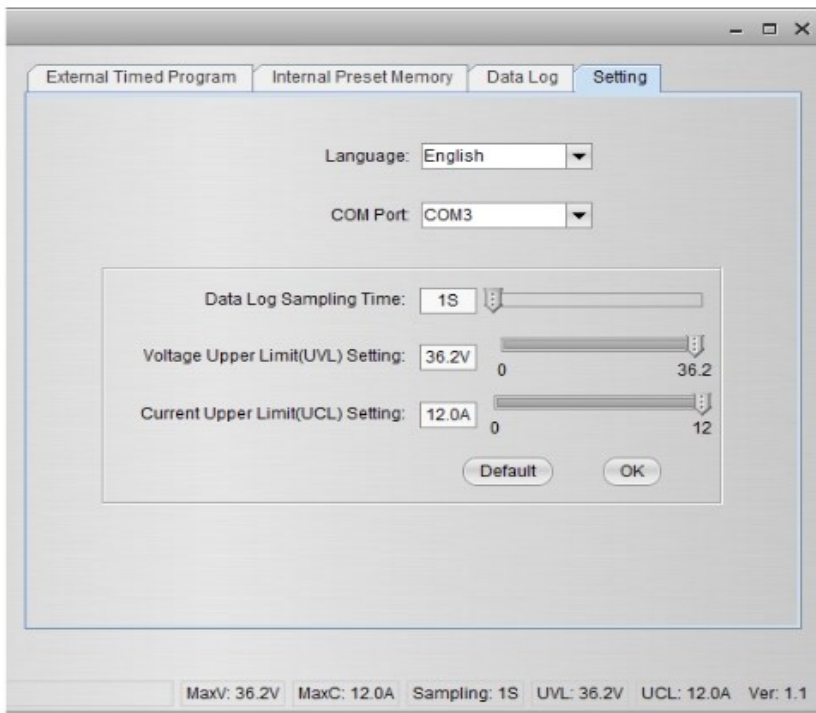 External Timed Program Internal Preset Memory Data Log Setting
Language: English
COM Port: COM3
Data Log Sampling Time: 1S
Voltage Upper Limit(UVL) Setting: 36.2V
0 36.2
Current Upper Limit(UCL) Setting: 12.0A
0 12
Default OK
MaxV: 36.2V MaxC: 12.0A Sampling: 1S UVL: 36.2V UCL: 12.0A Ver: 1.1